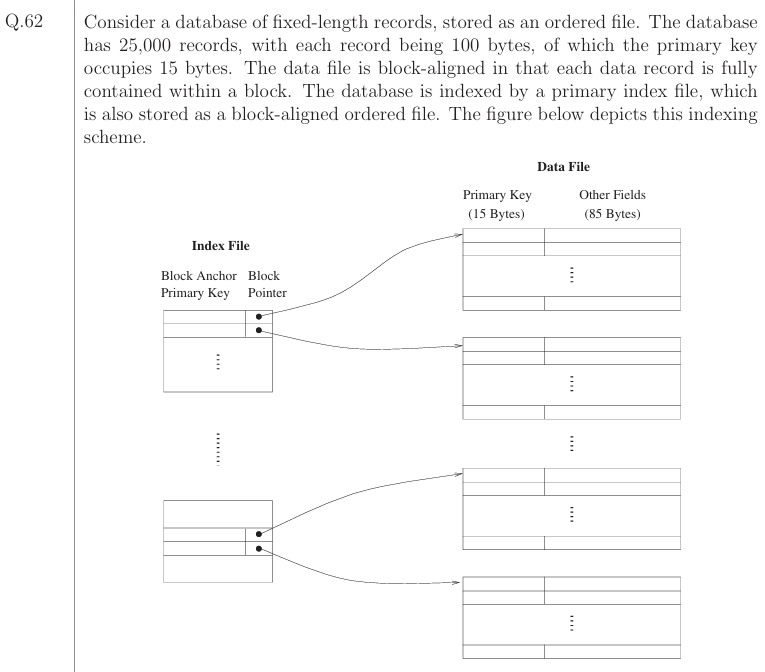 Q.62
Consider a database of fixed-length records, stored as an ordered file. The database
has 25,000 records, with each record being 100 bytes, of which the primary key
occupies 15 bytes. The data file is block-aligned in that each data record is fully
contained within a block. The database is indexed by a primary index file, which
is also stored as a block-aligned ordered file. The figure below depicts this indexing
scheme.
Data File
Primary Key Other Fields
(15 Bytes) (85 Bytes)
Index File
Block Anchor Block
Primary Key Pointer